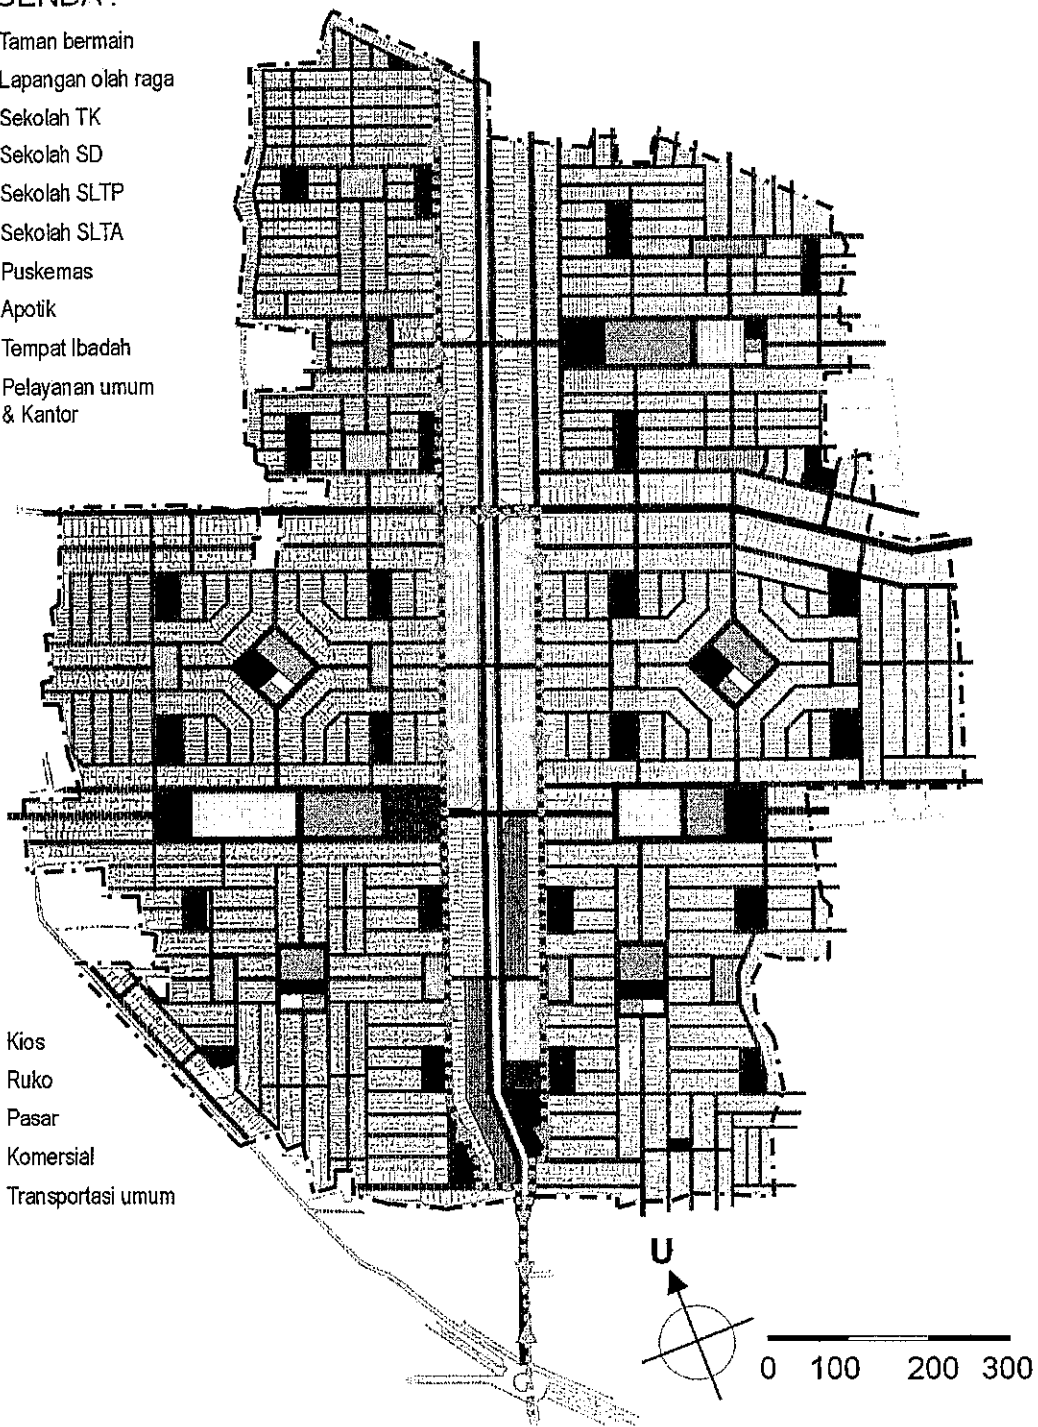 Taman bermain
Lapangan olah raga
Sekolah TK
Sekolah SD
Sekolah SLTP
Sekolah SLTA
Puskemas
Apotik
Tempat Ibadah
Pelayanan umum
& Kantor
Kios
Ruko
Pasar
Komersial
Transportasi umum
U
0 100 200 300